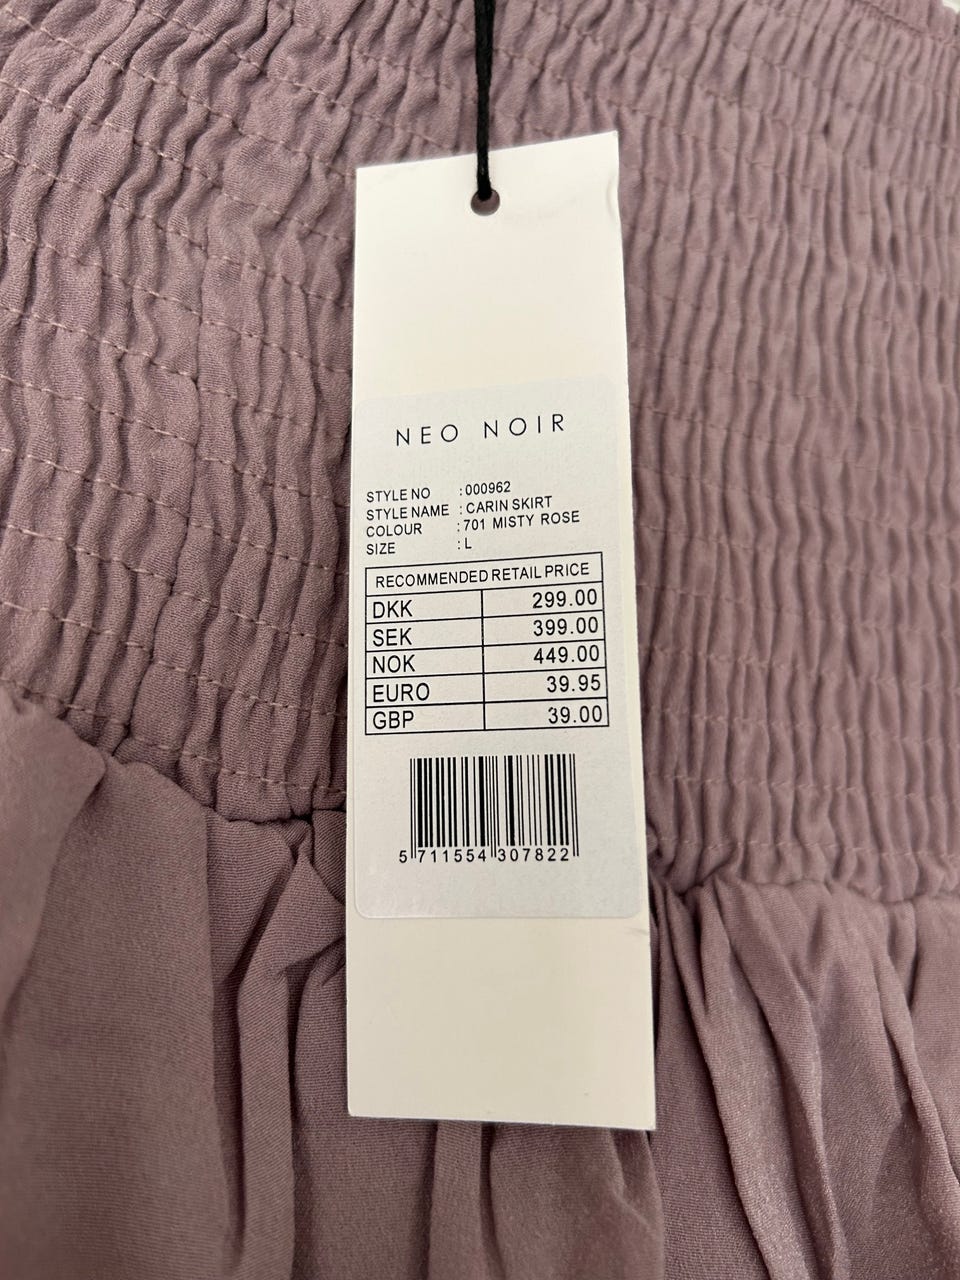 NEO NOIR
STYLE NO : 000962
STYLE NAME : CARIN SKIRT
COLOUR : 701 MISTY ROSE
SIZE : L
RECOMMENDED RETAIL PRICE
DKK 299.00
SEK 399.00
NOK 449.00
EURO 39.95
GBP 39.00
5 711554 307822